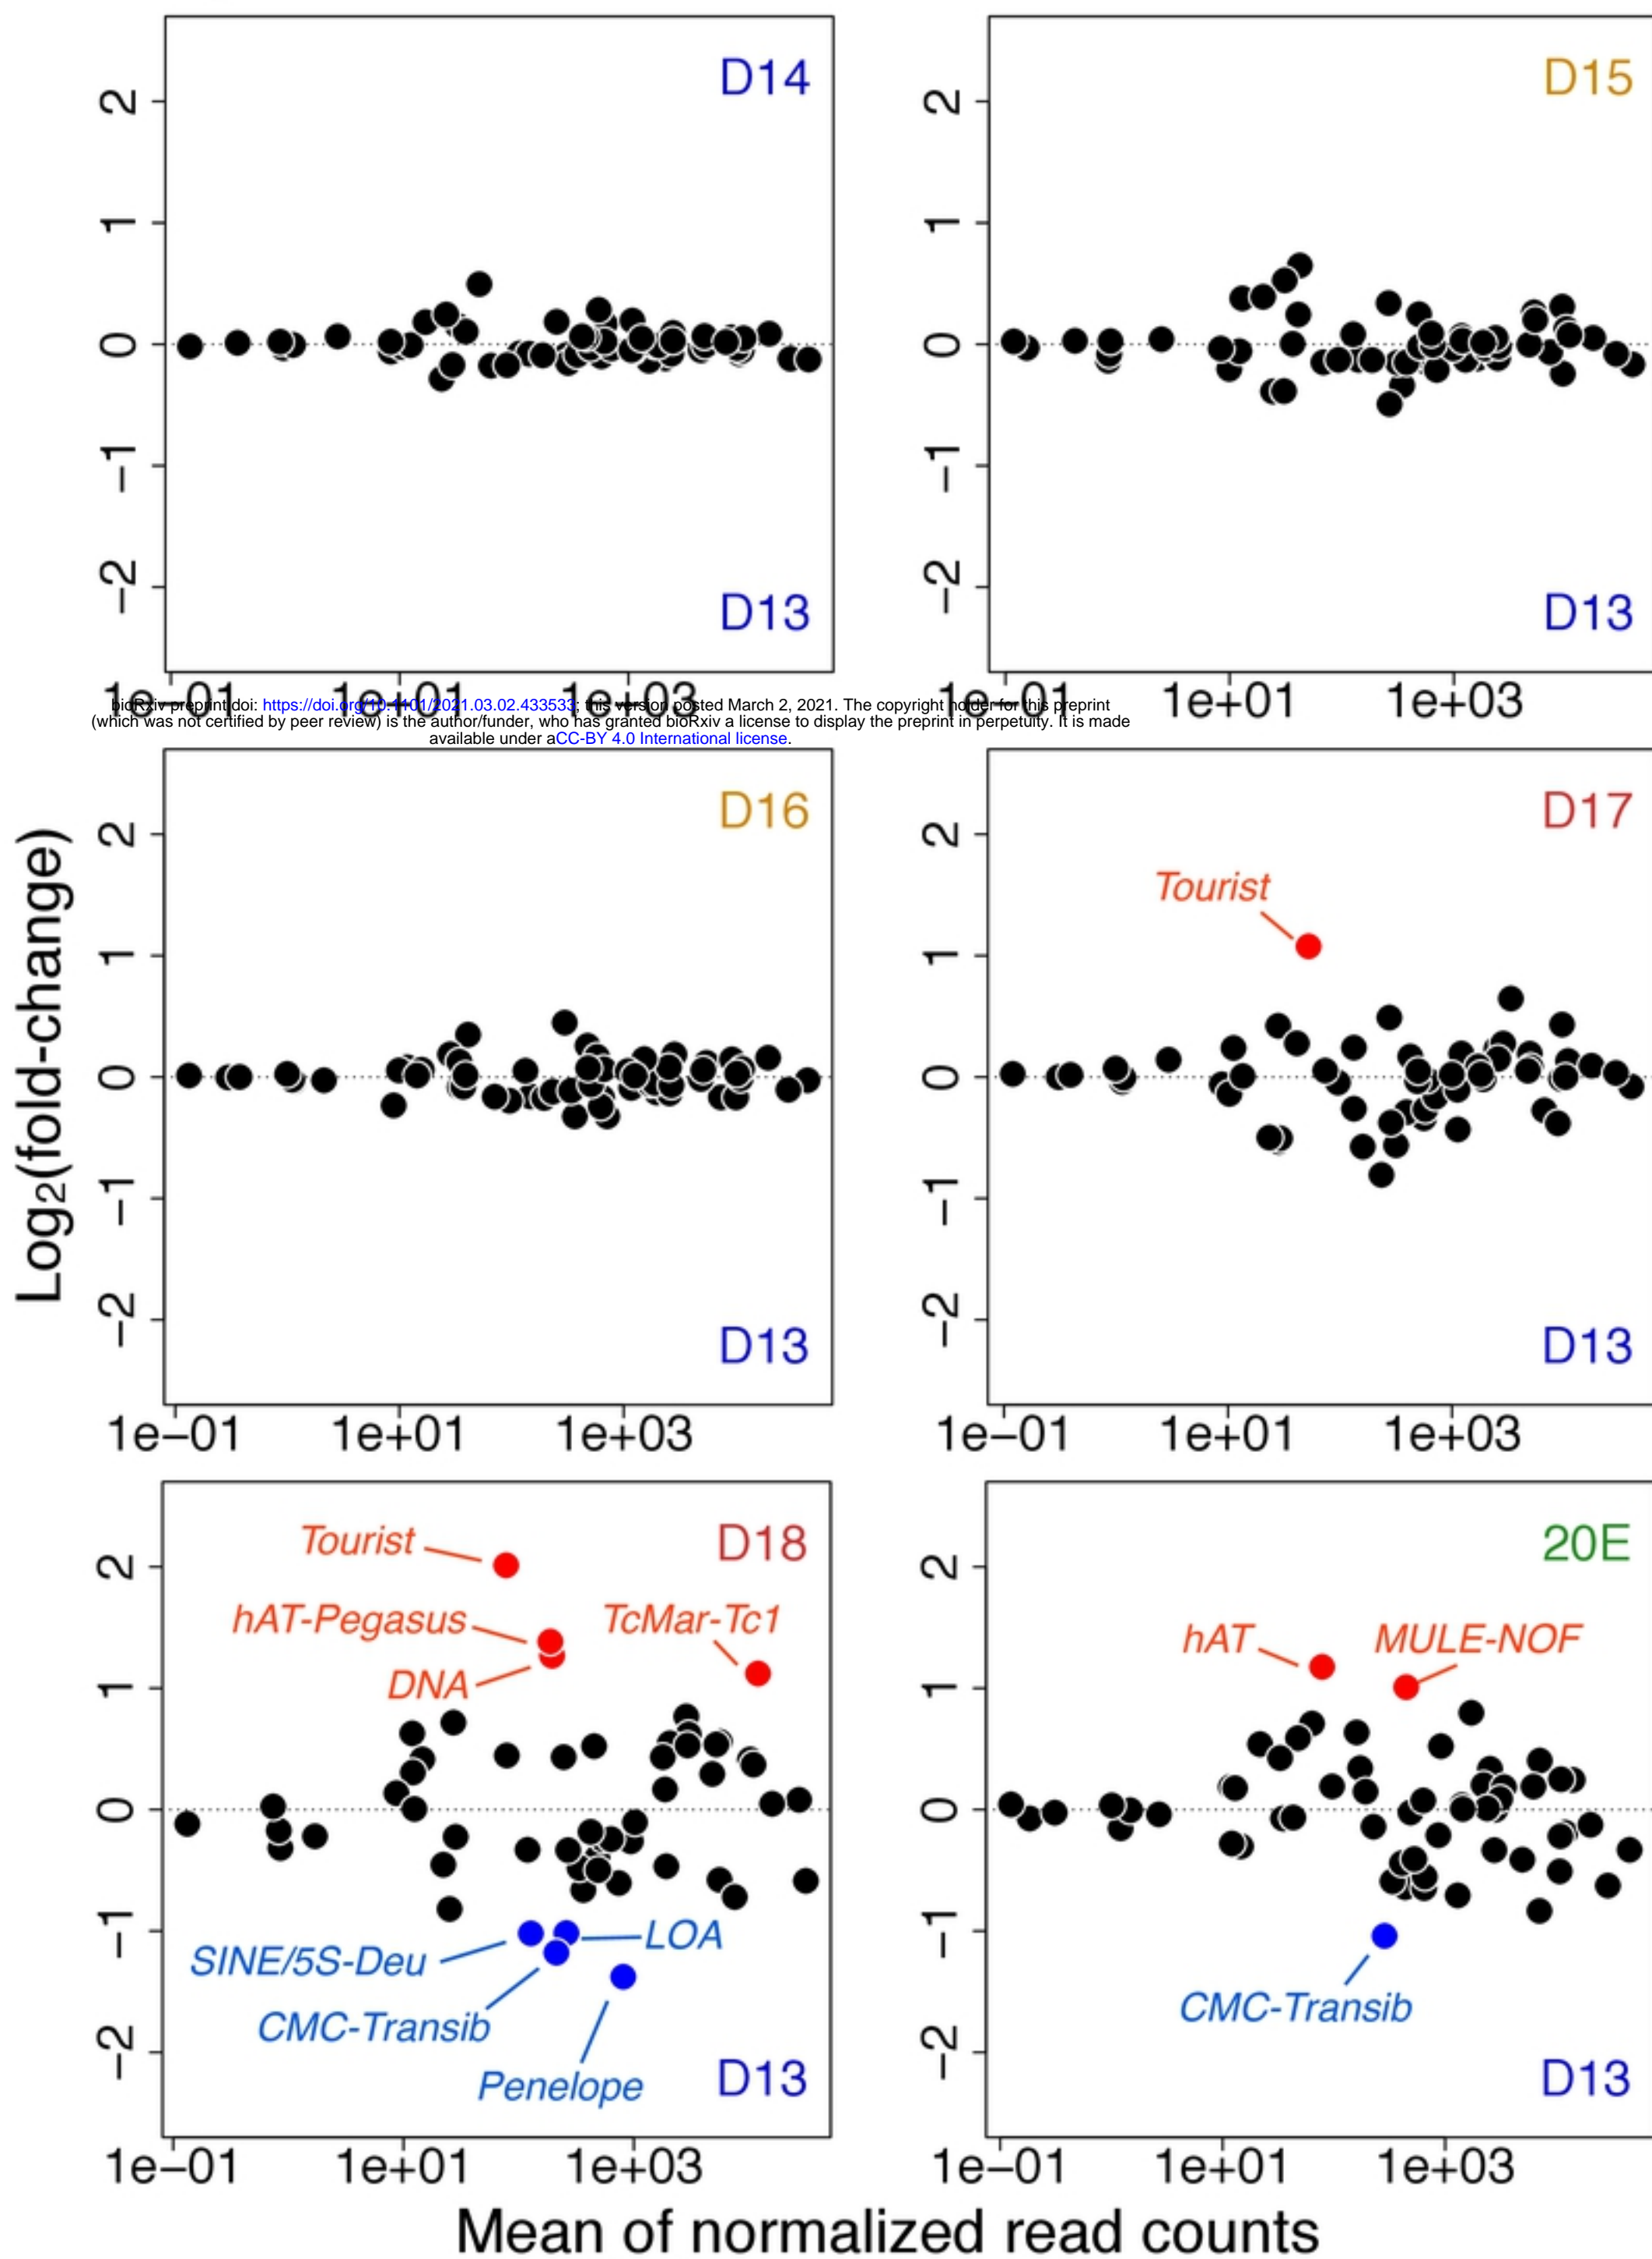 D14
D15
2
1
0
−1
−2
2
1
0
−1
−2
D13
D13
1e−01
1e+01
1e+03
1e−01
1e+01
1e+03
bioRxiv preprint doi: https://doi.org/10.1101/2021.03.02.433533; this version posted March 2, 2021. The copyright holder for this preprint
(which was not certified by peer review) is the author/funder, who has granted bioRxiv a license to display the preprint in perpetuity. It is made
available under aCC-BY 4.0 International license.
Log2(fold-change)
D16
D17
2
1
0
−1
−2
2
1
0
−1
−2
Tourist
D13
D13
1e−01
1e+01
1e+03
1e−01
1e+01
1e+03
D18
20E
2
1
0
−1
−2
2
1
0
−1
−2
Tourist
hAT-Pegasus
TcMar-Tc1
DNA
SINE/5S-Deu
LOA
CMC-Transib
Penelope
D13
hAT
MULE-NOF
CMC-Transib
D13
1e−01
1e+01
1e+03
1e−01
1e+01
1e+03
Mean of normalized read counts